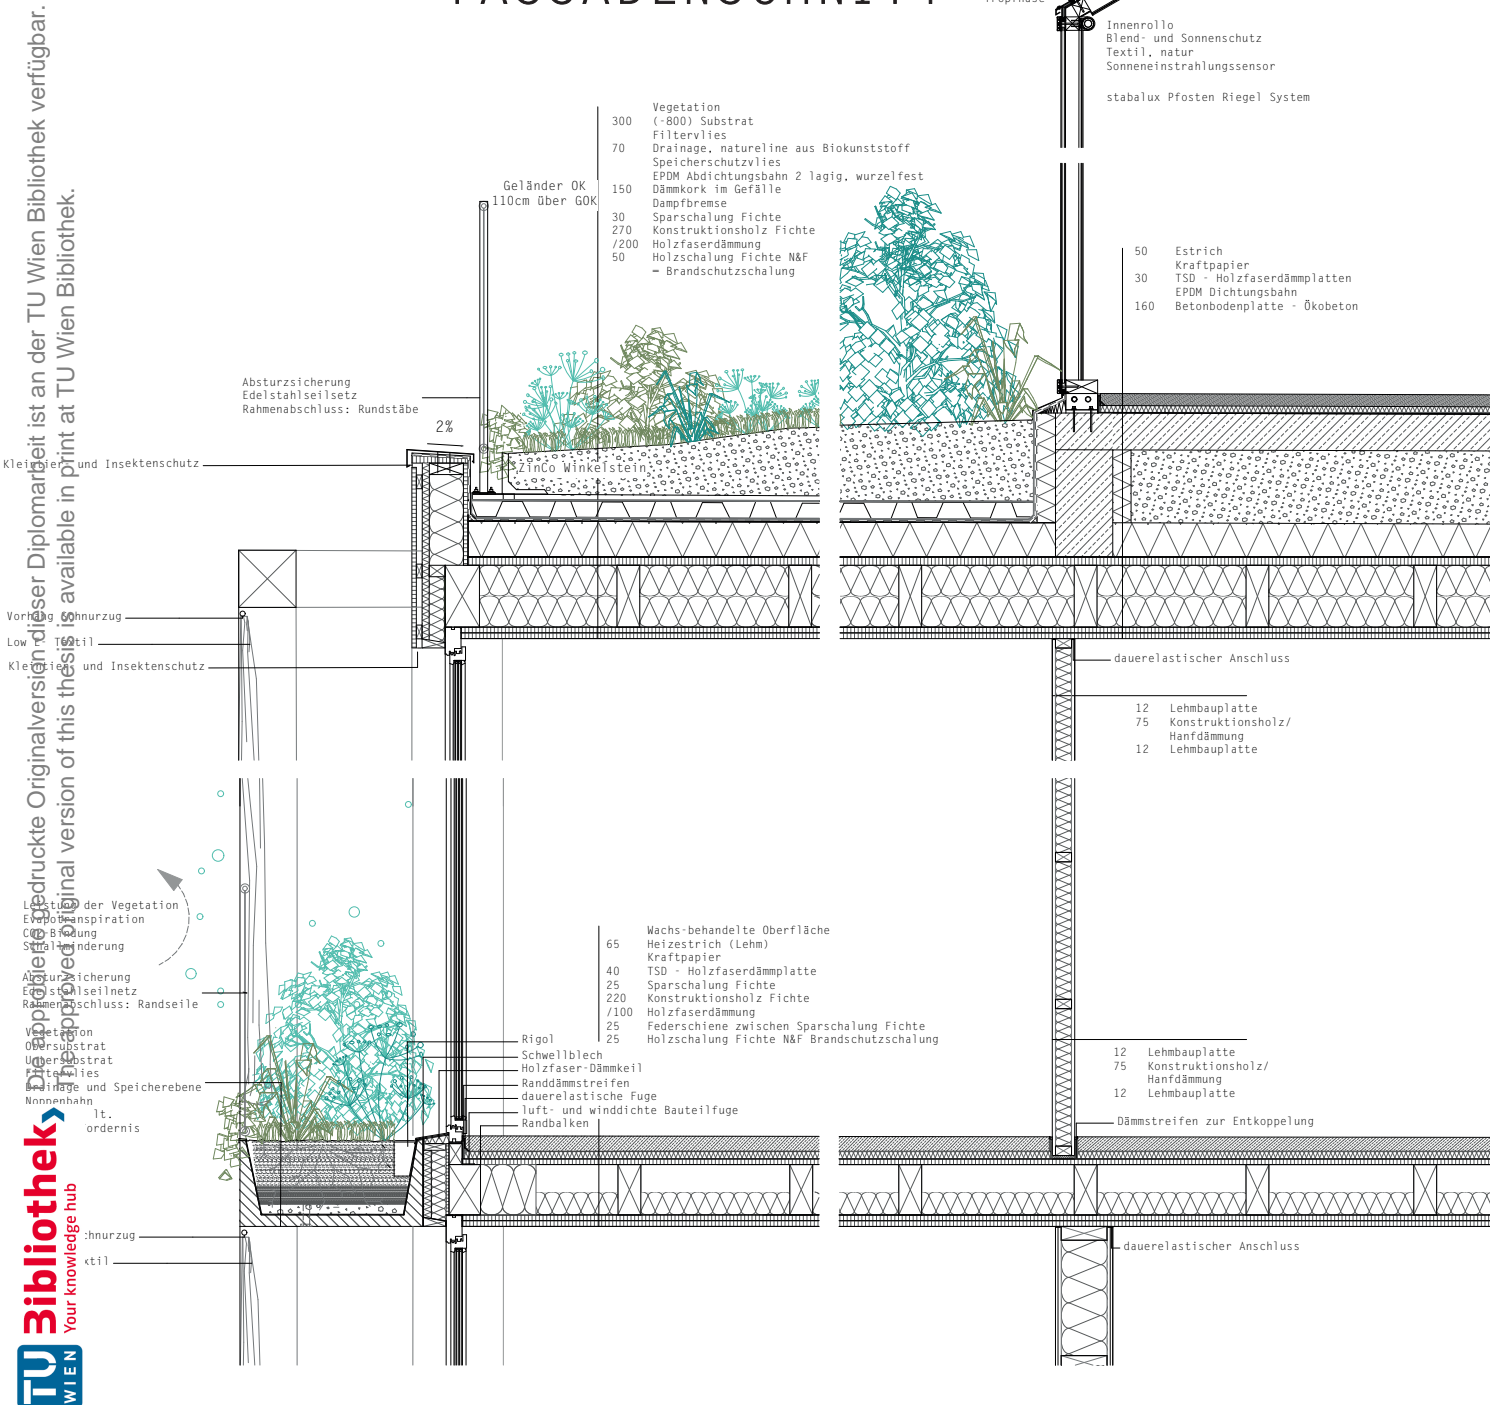 Innenrollo
Blend- und Sonnenschutz
Textil, natur
Sonneneinstrahlungssensor
stabalux Pfosten Riegel System
Vegetation
300 (-800) Substrat
Filtervlies
70 Drainage, natureline aus Biokunststoff
Speicherschutzvlies
EPDM Abdichtungsbahn 2 lagig, wurzelfest
150 Dämmkork im Gefälle
Dampfbremse
30 Sparschalung Fichte
270 Konstruktionsholz Fichte
/200 Holzfaserdämmung
50 Holzschalung Fichte N&F
= Brandschutzschalung
Geländer OK
110cm über GOK
50 Estrich
Kraftpapier
30 TSD - Holzfaserdämmplatten
EPDM Dichtungsbahn
160 Betonbodenplatte - Ökobeton
Absturzsicherung
Edelstahlseilsetz
Rahmenabschluss: Rundstäbe
2%
Kleintier- und Insektenschutz
ZinCo Winkelstein
Vorhang Schnurzug
Low Textil
Kleintier- und Insektenschutz
dauerelastischer Anschluss
12 Lehmbauplatte
75 Konstruktionsholz/
Hanfdämmung
12 Lehmbauplatte
Leistung der Vegetation
Evapotranspiration
CO2-Bindung
Schallminderung
Absturzsicherung
Edelstahlseilnetz
Rahmenabschluss: Randseile
Vegetation
Obersubstrat
Untersubstrat
Filtervlies
Drainage und Speicherebene
Noppenbahn
lt.
ordernis
Wachs-behandelte Oberfläche
65 Heizestrich (Lehm)
Kraftpapier
40 TSD - Holzfaserdämmplatte
25 Sparschalung Fichte
220 Konstruktionsholz Fichte
/100 Holzfaserdämmung
25 Federschiene zwischen Sparschalung Fichte
25 Holzschalung Fichte N&F Brandschutzschalung
Rigol
Schwellblech
Holzfaser-Dämmkeil
Randdämmstreifen
dauerelastische Fuge
luft- und winddichte Bauteilfuge
Randbalken
12 Lehmbauplatte
75 Konstruktionsholz/
Hanfdämmung
12 Lehmbauplatte
Dämmstreifen zur Entkoppelung
chnurzug
xtil
dauerelastischer Anschluss
Die approbierte gedruckte Originalversion dieser Diplomarbeit ist an der TU Wien Bibliothek verfügbar.
The approved original version of this thesis is available in print at TU Wien Bibliothek.
Bibliothek
Your knowledge hub
TU
WIEN